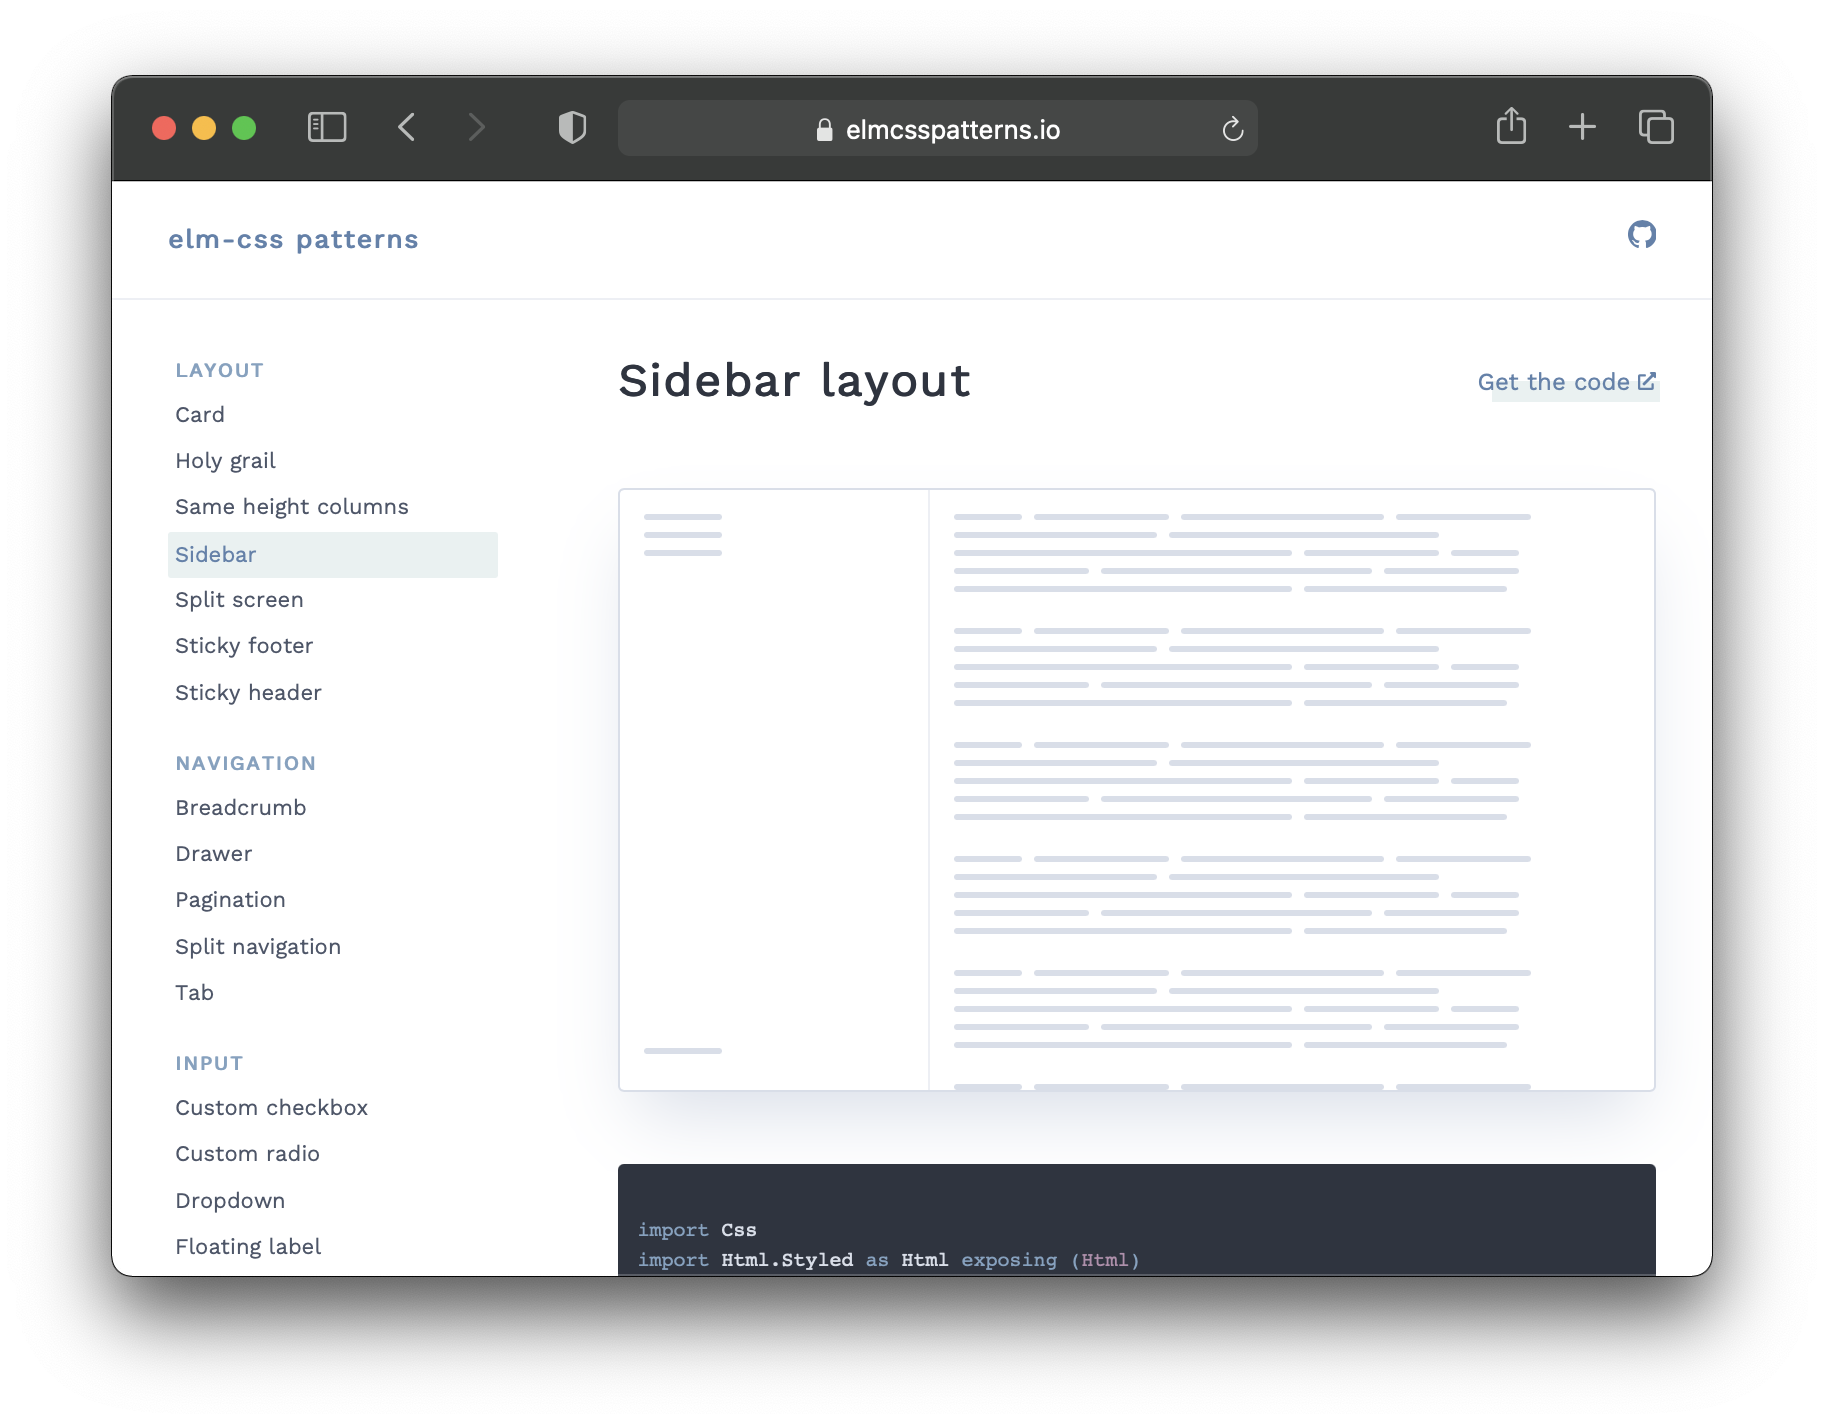 elmcsspatterns.io
elm-css patterns
LAYOUT
Card
Holy grail
Same height columns
Sidebar
Split screen
Sticky footer
Sticky header
NAVIGATION
Breadcrumb
Drawer
Pagination
Split navigation
Tab
INPUT
Custom checkbox
Custom radio
Dropdown
Floating label
Sidebar layout
Get the code
import Css
import Html.Styled as Html exposing (Html)